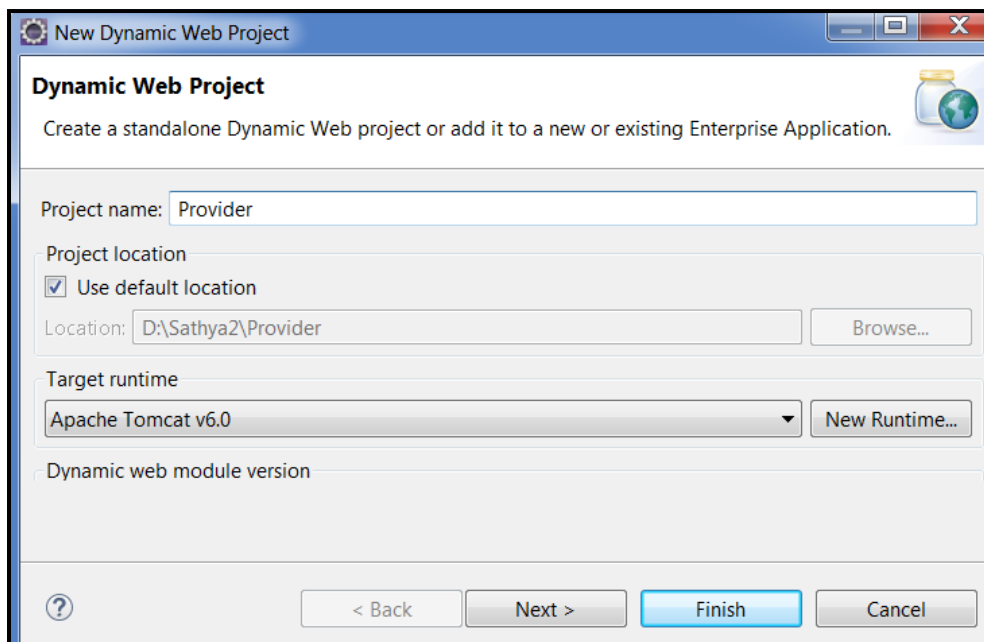 New Dynamic Web Project
Dynamic Web Project
Create a standalone Dynamic Web project or add it to a new or existing Enterprise Application.
Project name: Provider
Project location
Use default location
Location: D:\Sathya2\Provider Browse...
Target runtime
Apache Tomcat v6.0 New Runtime...
Dynamic web module version
? < Back Next > Finish Cancel